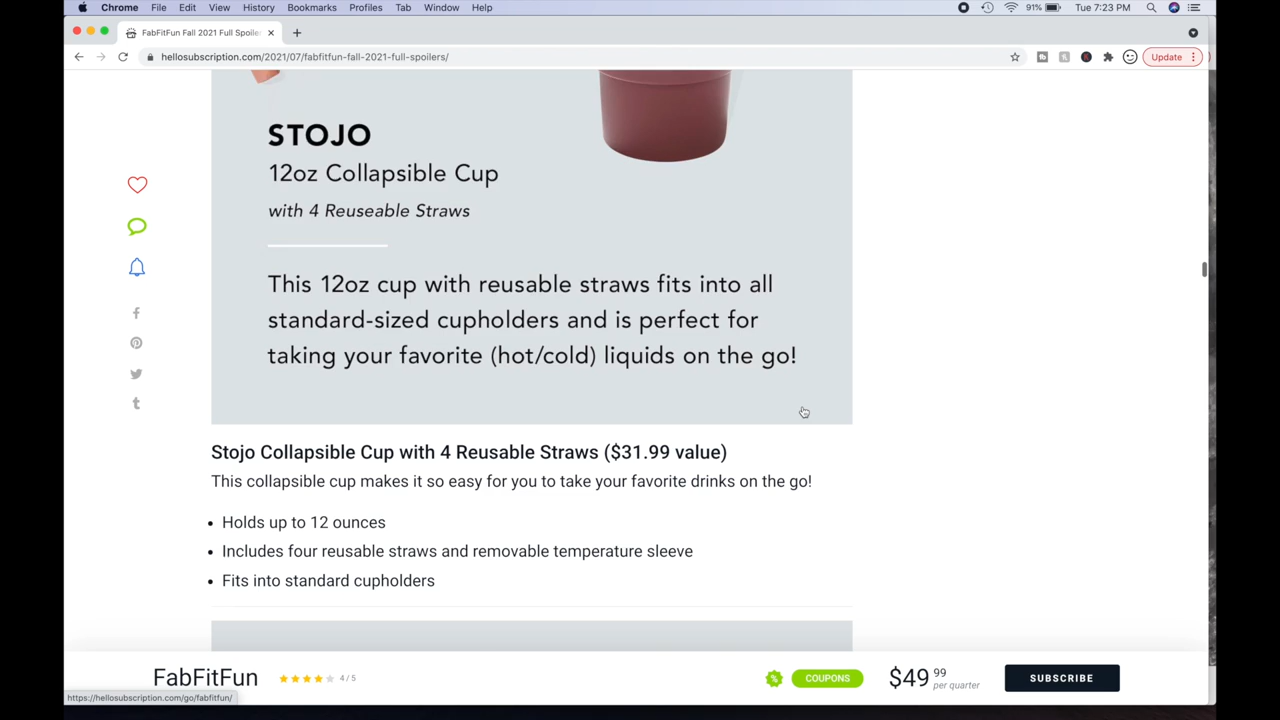 Chrome File Edit View History Bookmarks Profiles Tab Window Help 91% Tue 7:23 PM
FabFitFun Fall 2021 Full Spoiler
hellosubscription.com/2021/07/fabfitfun-fall-2021-full-spoilers/ Update
STOJO
12oz Collapsible Cup
with 4 Reuseable Straws
This 12oz cup with reusable straws fits into all
standard-sized cupholders and is perfect for
taking your favorite (hot/cold) liquids on the go!
Stojo Collapsible Cup with 4 Reusable Straws ($31.99 value)
This collapsible cup makes it so easy for you to take your favorite drinks on the go!
• Holds up to 12 ounces
• Includes four reusable straws and removable temperature sleeve
• Fits into standard cupholders
FabFitFun 4 / 5 COUPONS $49 99 per quarter SUBSCRIBE
https://hellosubscription.com/go/fabfitfun/